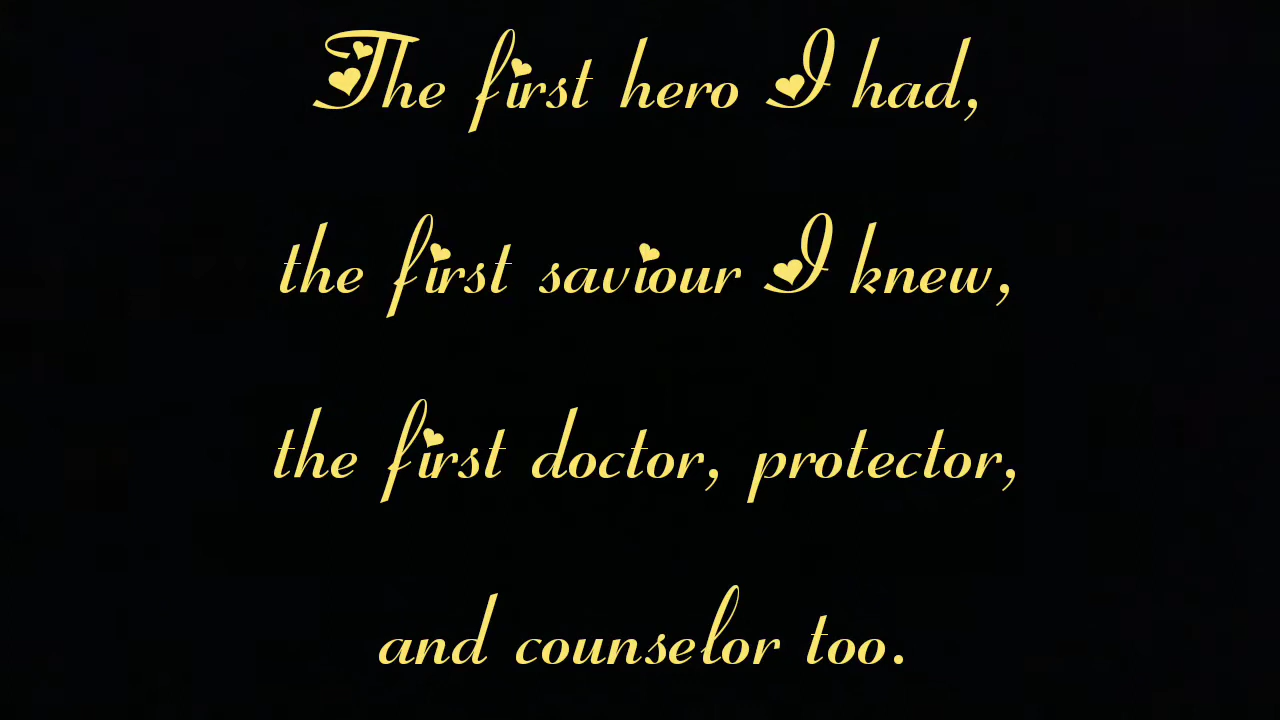 The first hero I had,
the first saviour I knew,
the first doctor, protector,
and counselor too.